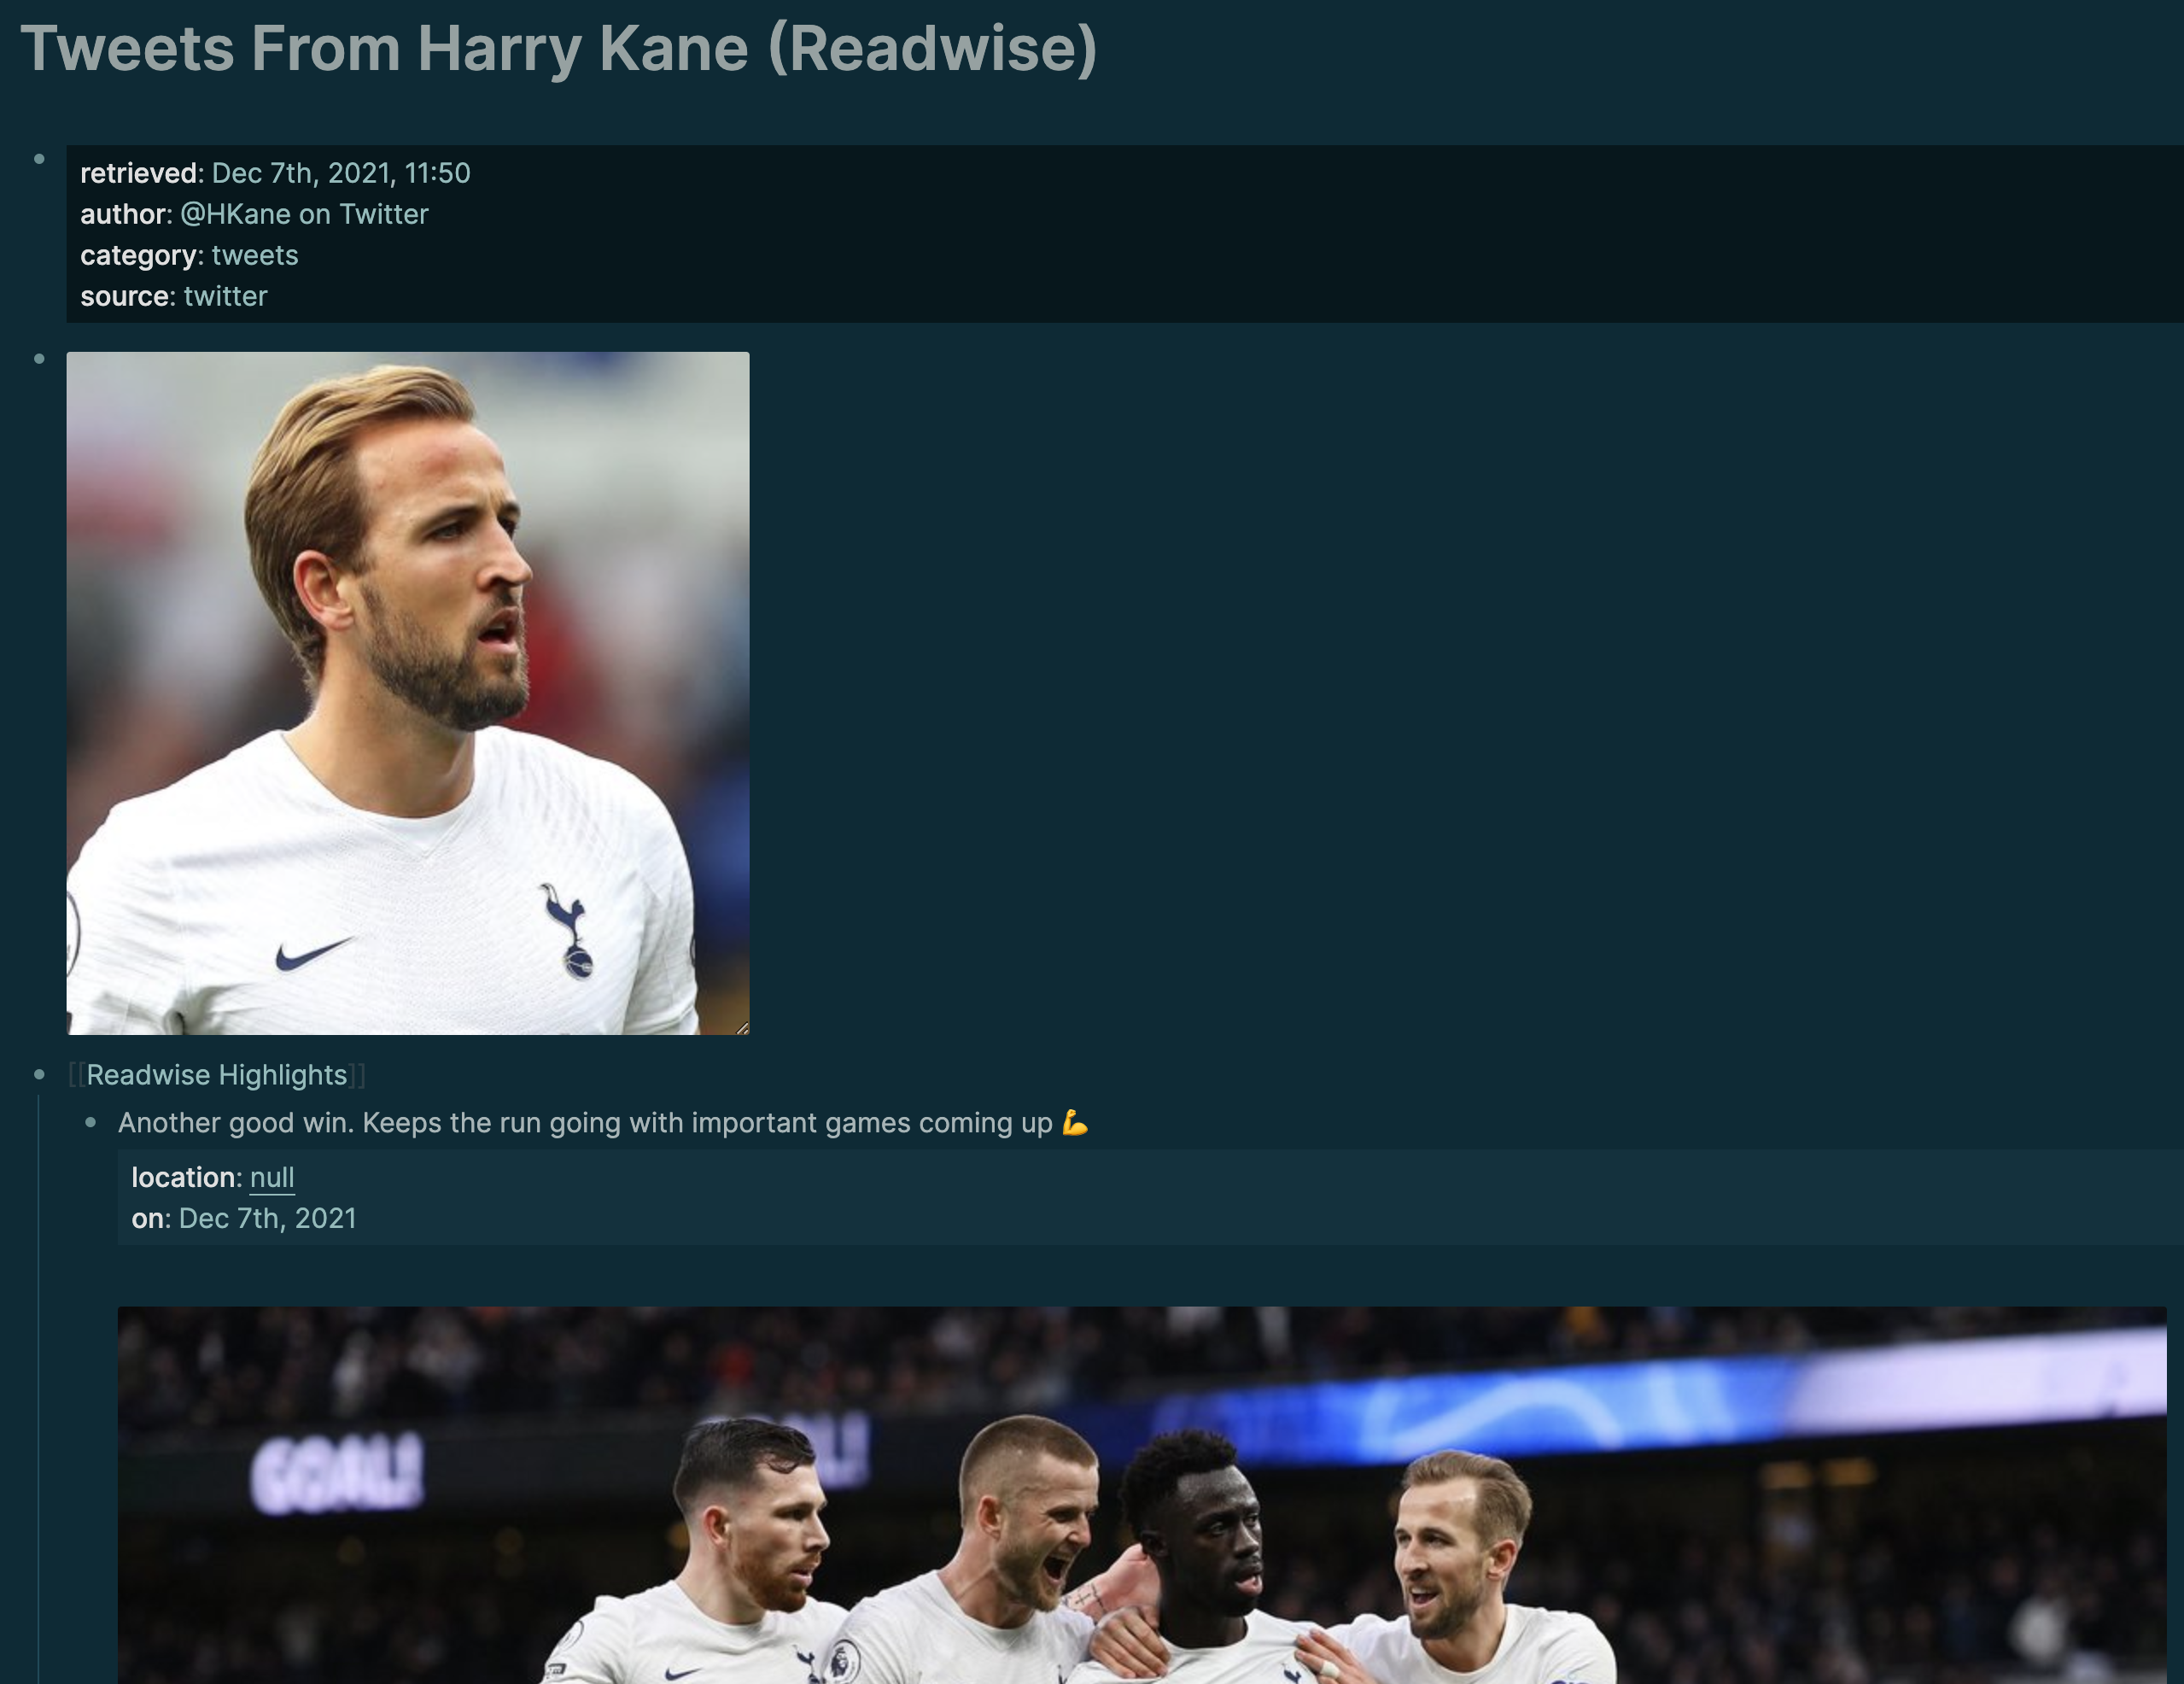 Tweets From Harry Kane (Readwise)
retrieved: Dec 7th, 2021, 11:50
author: @HKane on Twitter
category: tweets
source: twitter
[[Readwise Highlights]]
Another good win. Keeps the run going with important games coming up 💪
location: null
on: Dec 7th, 2021
GOAL!
GOAL!